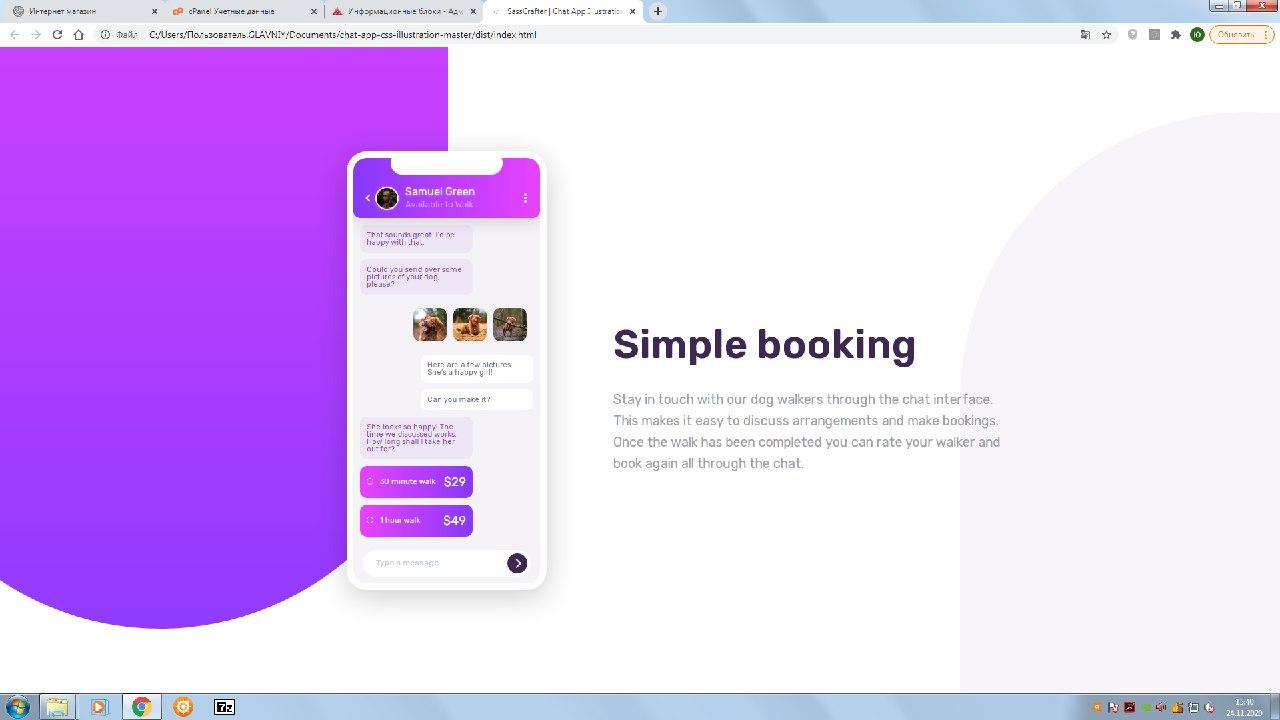 Интернет магазин
cPanel Учетные данные
Информационные блоки - Адм
SassCrafter | Chat App Illustration
Файл
C:/Users/Пользователь.GLAVNIY/Documents/chat-app-css-illustration-master/dist/index.html
Ю
Обновить
Samuel Green
Available to Walk
That sounds great. I'd be
happy with that.
Could you send over some
pictures of your dog,
please?
Here are a few pictures.
She's a happy girl!
Can you make it?
She looks so happy! The
time we discussed works.
How long shall I take her
out for?
30 minute walk $29
1 hour walk $49
Type a message
Simple booking
Stay in touch with our dog walkers through the chat interface.
This makes it easy to discuss arrangements and make bookings.
Once the walk has been completed you can rate your walker and
book again all through the chat.
7z
15:40
24.11.2020